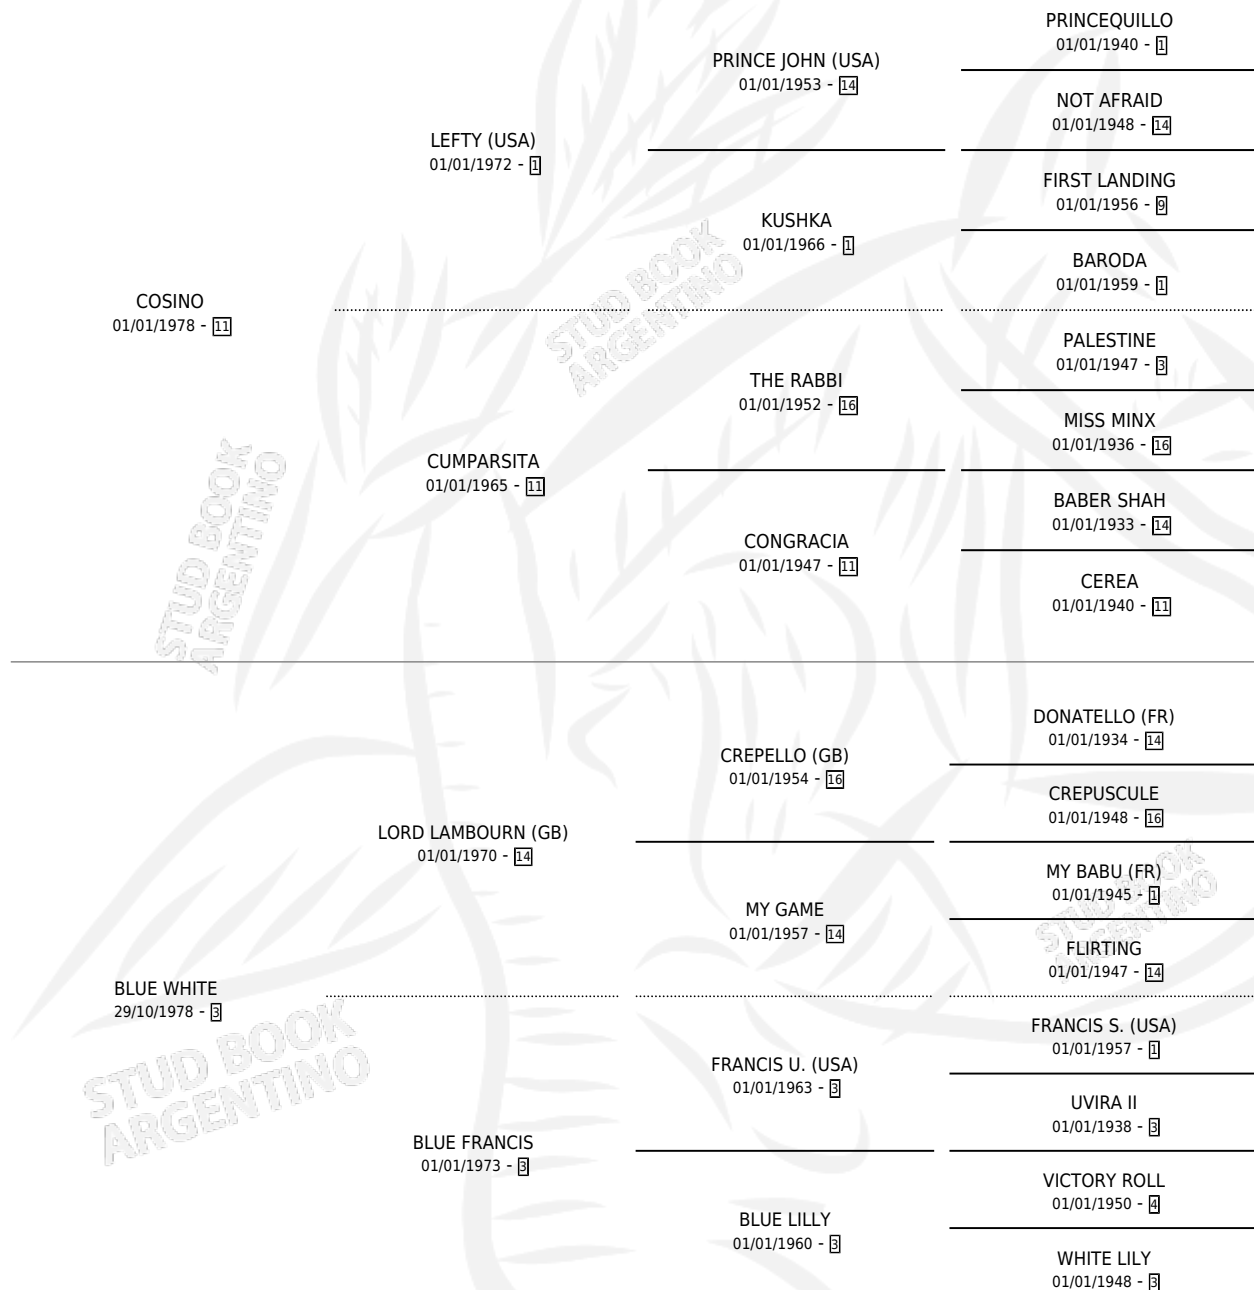 PRINCEQUILLO
01/01/1940 - 1
PRINCE JOHN (USA)
01/01/1953 - 14
NOT AFRAID
01/01/1948 - 14
LEFTY (USA)
01/01/1972 - 1
FIRST LANDING
01/01/1956 - 9
KUSHKA
01/01/1966 - 1
BARODA
01/01/1959 - 1
COSINO
01/01/1978 - 11
PALESTINE
01/01/1947 - 3
THE RABBI
01/01/1952 - 16
MISS MINX
01/01/1936 - 16
CUMPARSITA
01/01/1965 - 11
BABER SHAH
01/01/1933 - 14
CONGRACIA
01/01/1947 - 11
CEREA
01/01/1940 - 11
DONATELLO (FR)
01/01/1934 - 14
CREPELLO (GB)
01/01/1954 - 16
CREPUSCULE
01/01/1948 - 16
LORD LAMBOURN (GB)
01/01/1970 - 14
MY BABU (FR)
01/01/1945 - 1
MY GAME
01/01/1957 - 14
FLIRTING
01/01/1947 - 14
BLUE WHITE
29/10/1978 - 3
FRANCIS S. (USA)
01/01/1957 - 1
FRANCIS U. (USA)
01/01/1963 - 3
UVIRA II
01/01/1938 - 3
BLUE FRANCIS
01/01/1973 - 3
VICTORY ROLL
01/01/1950 - 4
BLUE LILLY
01/01/1960 - 3
WHITE LILY
01/01/1948 - 3
STUD BOOK
ARGENTINO
STUD BOOK
ARGENTINO
STUD BOOK
ARGENTINO
STUD BOOK
ARGENTINO